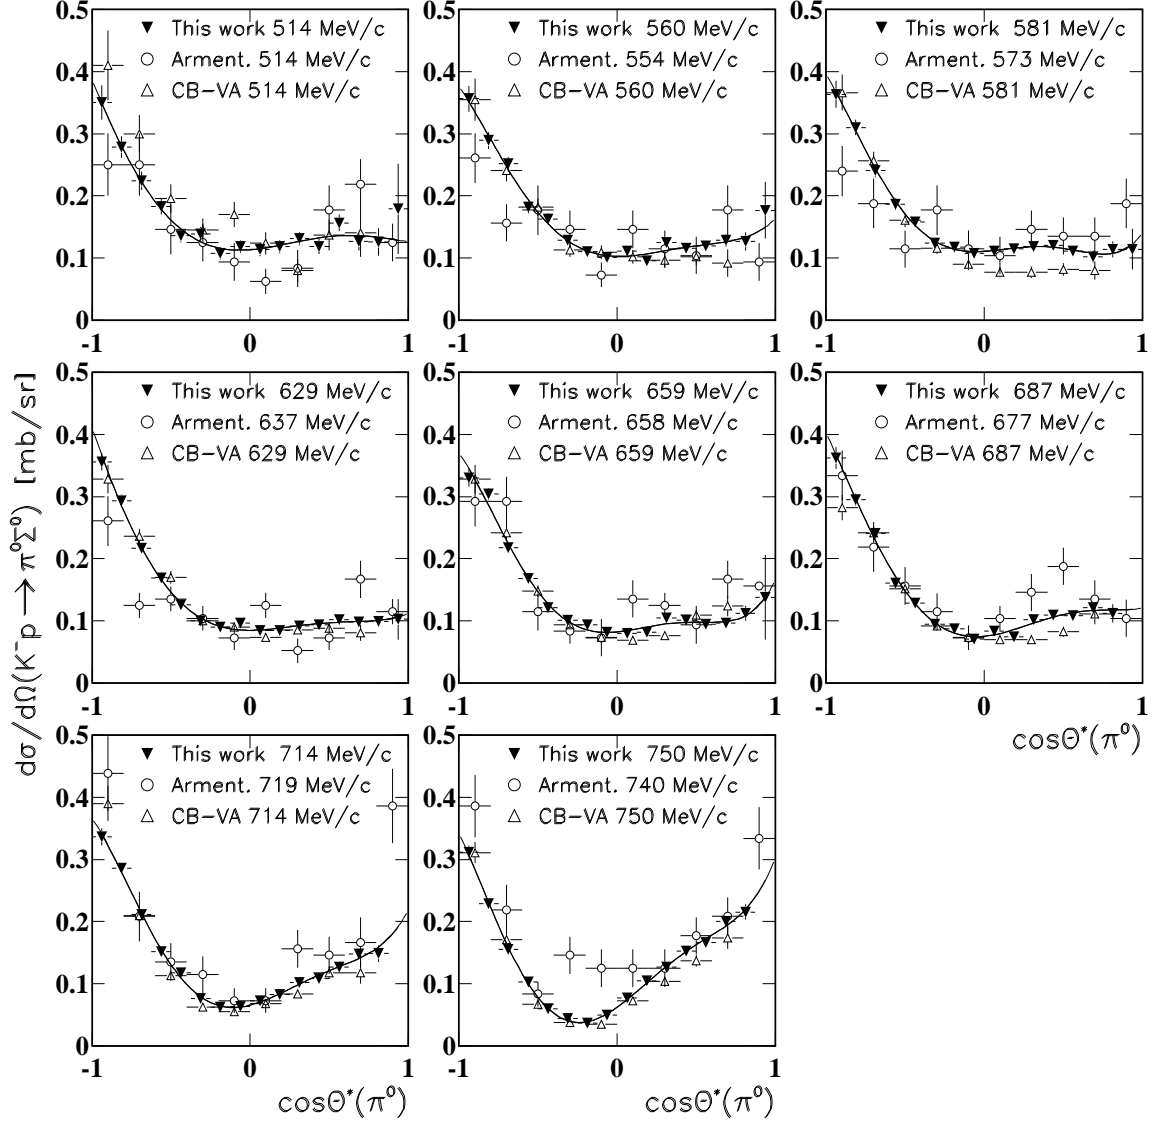 0.5
▼ This work 514 MeV/c
○ Arment. 514 MeV/c
△ CB-VA 514 MeV/c
0.4
0.3
0.2
0.1
0
-1 0 1
0.5
▼ This work 560 MeV/c
○ Arment. 554 MeV/c
△ CB-VA 560 MeV/c
0.4
0.3
0.2
0.1
0
-1 0 1
0.5
▼ This work 581 MeV/c
○ Arment. 573 MeV/c
△ CB-VA 581 MeV/c
0.4
0.3
0.2
0.1
0
-1 0 1
dσ/dΩ(K⁻p⟶π⁰Σ⁰) [mb/sr]
0.5
▼ This work 629 MeV/c
○ Arment. 637 MeV/c
△ CB-VA 629 MeV/c
0.4
0.3
0.2
0.1
0
-1 0 1
0.5
▼ This work 659 MeV/c
○ Arment. 658 MeV/c
△ CB-VA 659 MeV/c
0.4
0.3
0.2
0.1
0
-1 0 1
0.5
▼ This work 687 MeV/c
○ Arment. 677 MeV/c
△ CB-VA 687 MeV/c
0.4
0.3
0.2
0.1
0
-1 0 1
cosΘ*(π⁰)
0.5
▼ This work 714 MeV/c
○ Arment. 719 MeV/c
△ CB-VA 714 MeV/c
0.4
0.3
0.2
0.1
0
-1 0 1
cosΘ*(π⁰)
0.5
▼ This work 750 MeV/c
○ Arment. 740 MeV/c
△ CB-VA 750 MeV/c
0.4
0.3
0.2
0.1
0
-1 0 1
cosΘ*(π⁰)